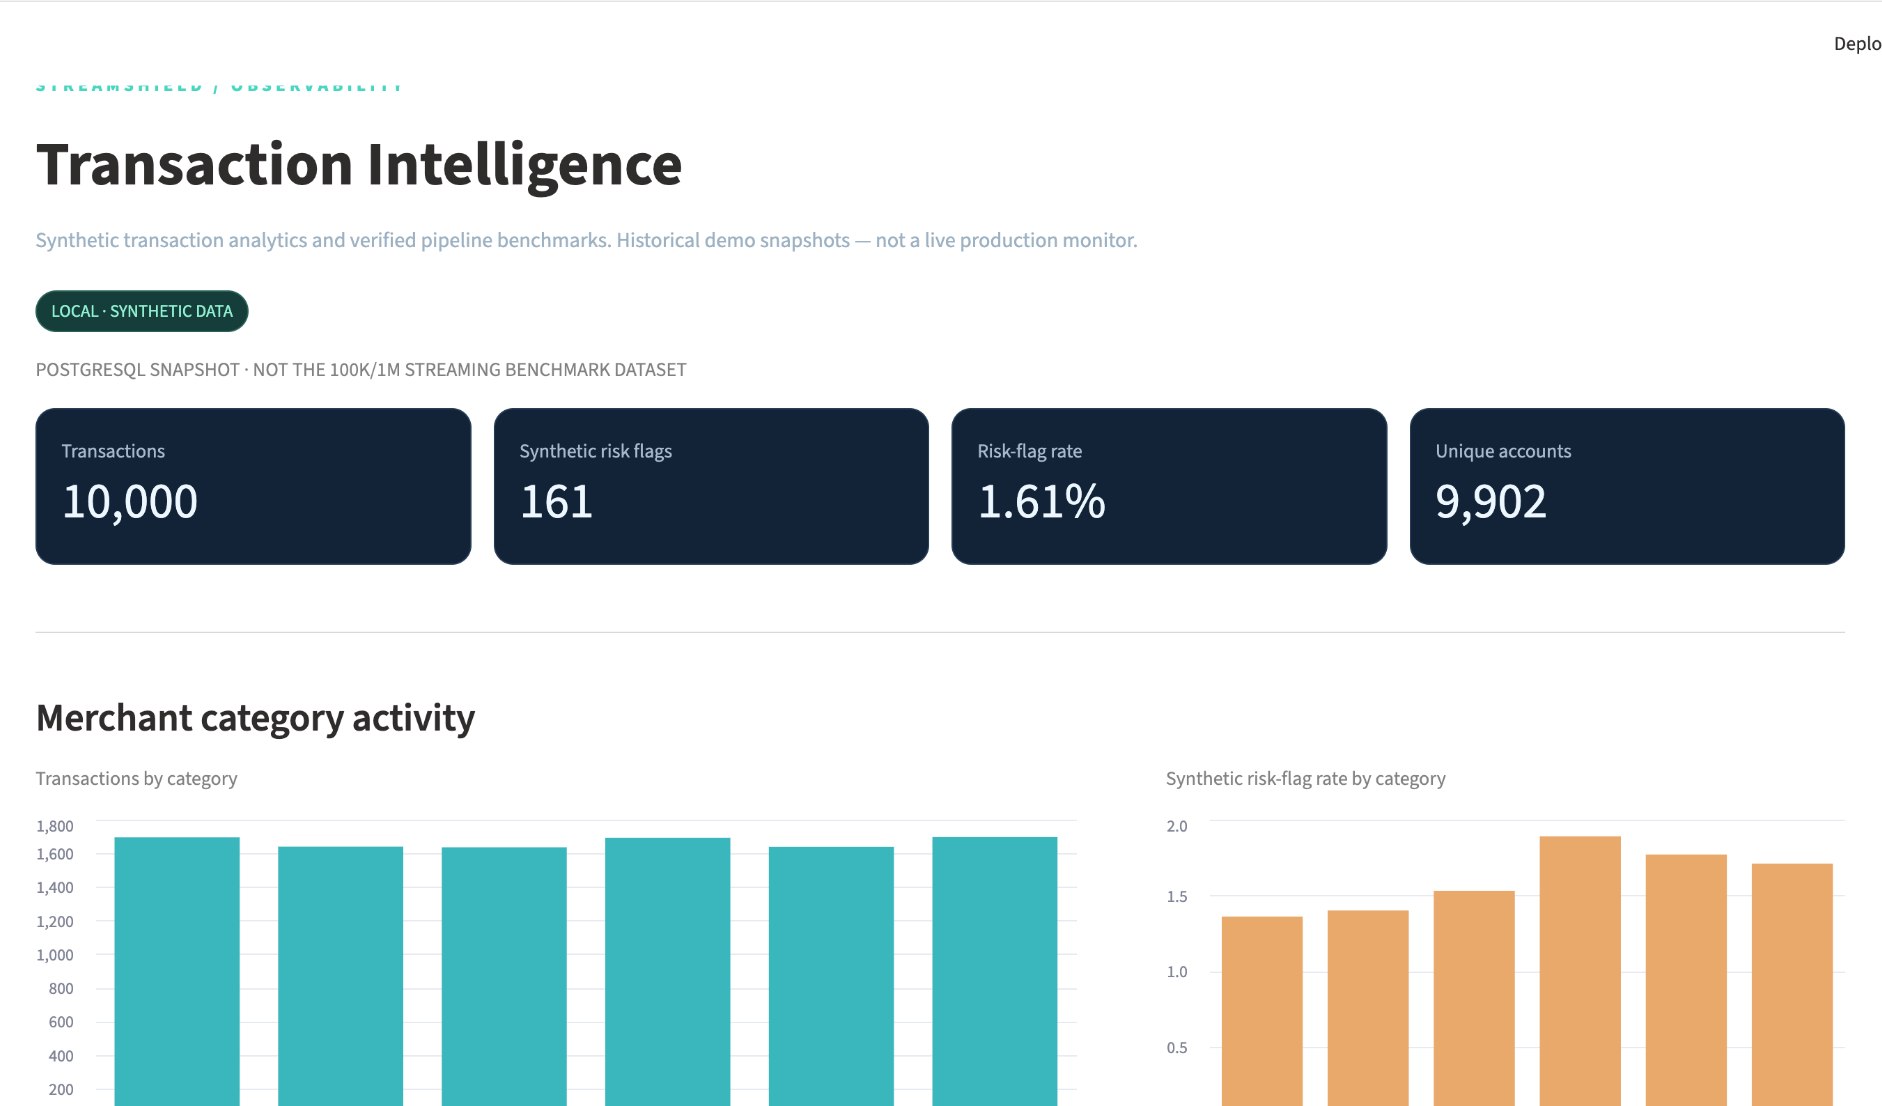 Deplo
STREAMSHIELD / OBSERVABILITY
Transaction Intelligence
Synthetic transaction analytics and verified pipeline benchmarks. Historical demo snapshots — not a live production monitor.
LOCAL · SYNTHETIC DATA
POSTGRESQL SNAPSHOT · NOT THE 100K/1M STREAMING BENCHMARK DATASET
Transactions
10,000
Synthetic risk flags
161
Risk-flag rate
1.61%
Unique accounts
9,902
Merchant category activity
Transactions by category
1,800
1,600
1,400
1,200
1,000
800
600
400
200
Synthetic risk-flag rate by category
2.0
1.5
1.0
0.5